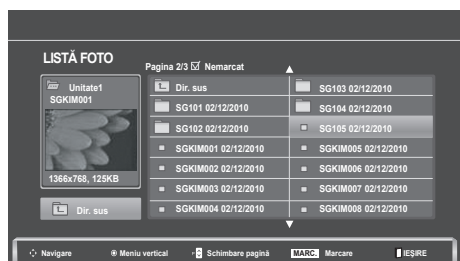 LISTĂ FOTO
Pagina 2/3 ☑ Nemarcat
Unitate1
SGKIM001
1366x768, 125KB
Dir. sus
Dir. sus
SG101 02/12/2010
SG102 02/12/2010
SGKIM001 02/12/2010
SGKIM002 02/12/2010
SGKIM003 02/12/2010
SGKIM004 02/12/2010
SG103 02/12/2010
SG104 02/12/2010
SG105 02/12/2010
SGKIM005 02/12/2010
SGKIM006 02/12/2010
SGKIM007 02/12/2010
SGKIM008 02/12/2010
Navigare Meniu vertical Schimbare pagină MARC. Marcare IEŞIRE